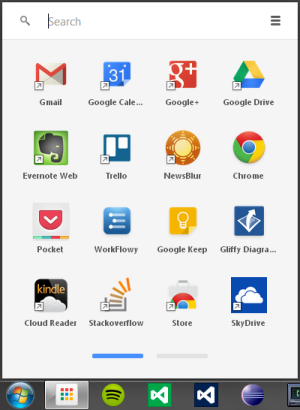 Search
Gmail
Google Cale...
Google+
Google Drive
Evernote Web
Trello
NewsBlur
Chrome
Pocket
WorkFlowy
Google Keep
Gliffy Diagra...
kindle
Cloud Reader
Stackoverflow
Store
SkyDrive
31
g+